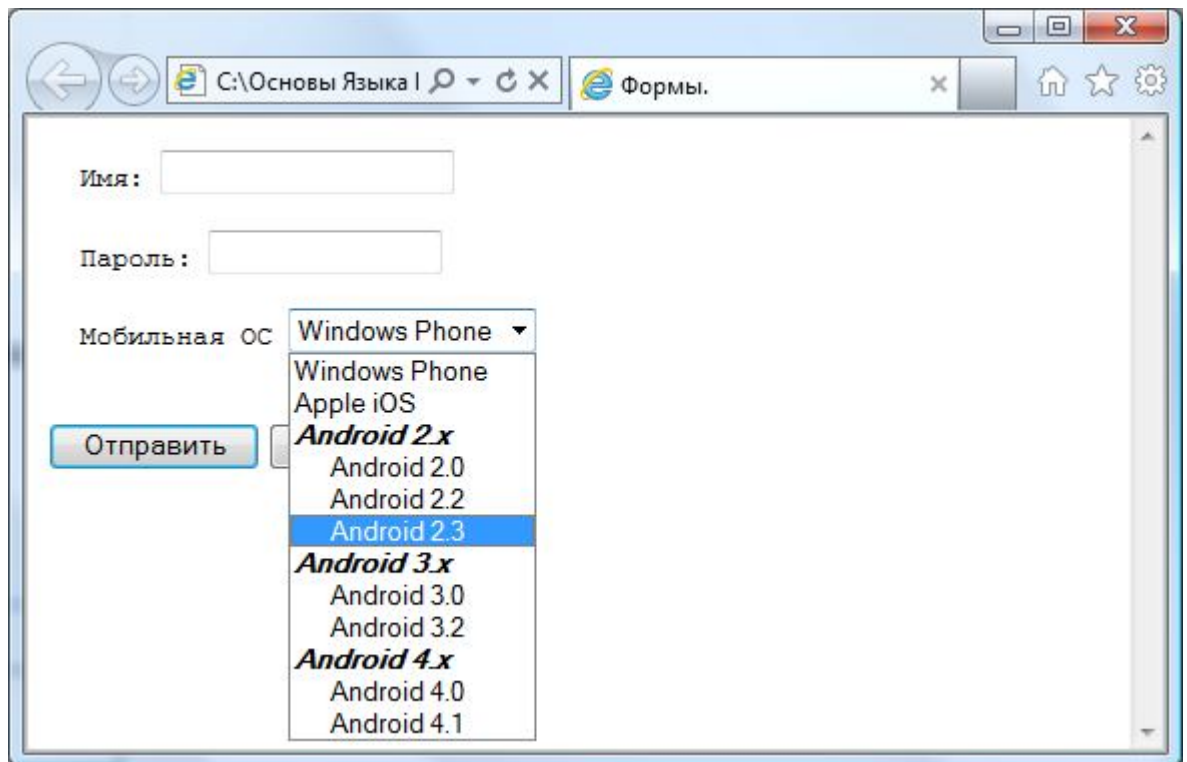 C:\Основы Языка
Формы.
Имя:
Пароль:
Мобильная ОС Windows Phone
Windows Phone
Apple iOS
Android 2.x
Отправить
Android 2.0
Android 2.2
Android 2.3
Android 3.x
Android 3.0
Android 3.2
Android 4.x
Android 4.0
Android 4.1